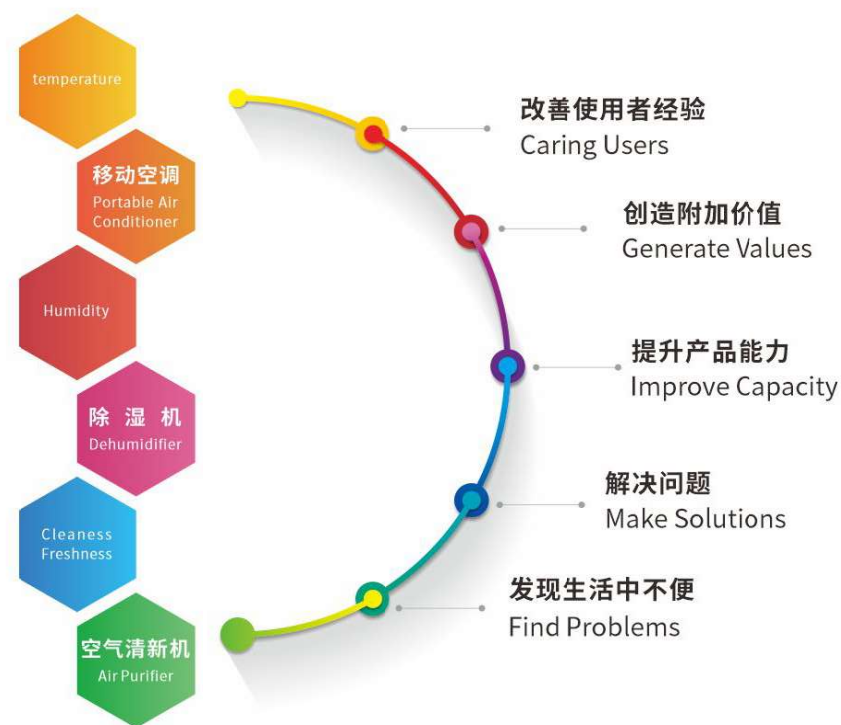 temperature
移动空调
Portable Air
Conditioner
Humidity
除湿机
Dehumidifier
Cleaness
Freshness
空气清新机
Air Purifier
改善使用者经验
Caring Users
创造附加价值
Generate Values
提升产品能力
Improve Capacity
解决问题
Make Solutions
发现生活中不便
Find Problems